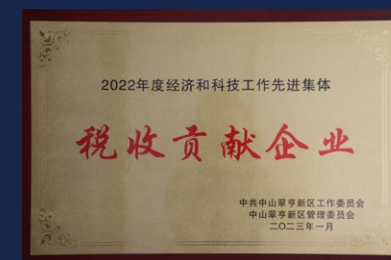 2022年度经济和科技工作先进集体
税收贡献企业
中共中山翠亨新区工作委员会
中山翠亨新区管理委员会
二〇二三年一月